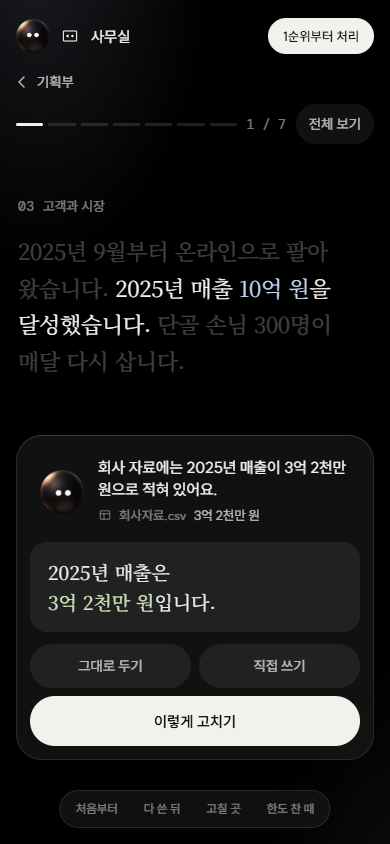 사무실
1순위부터 처리
기획부
1 / 7
전체 보기
03 고객과 시장
2025년 9월부터 온라인으로 팔아
왔습니다. 2025년 매출 10억 원을
달성했습니다. 단골 손님 300명이
매달 다시 삽니다.
회사 자료에는 2025년 매출이 3억 2천만
원으로 적혀 있어요.
회사자료.csv 3억 2천만 원
2025년 매출은
3억 2천만 원입니다.
그대로 두기
직접 쓰기
이렇게 고치기
처음부터
다 쓴 뒤
고칠 곳
한도 찬 때